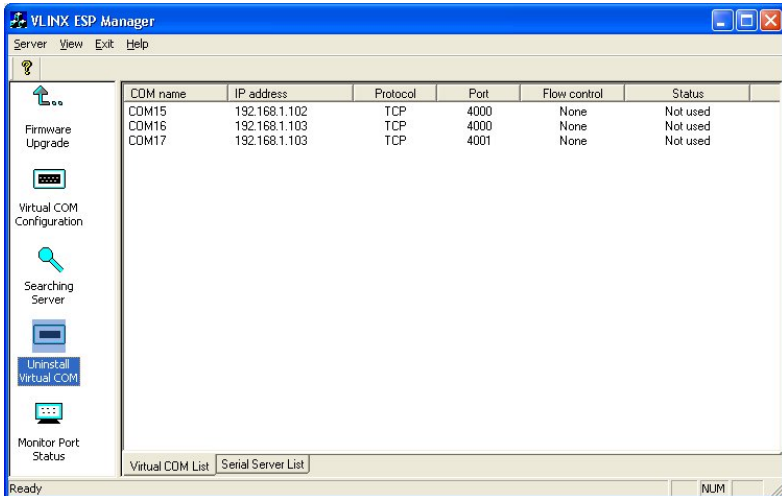 VLINX ESP Manager
Server View Exit Help
Firmware
Upgrade
Virtual COM
Configuration
Searching
Server
Uninstall
Virtual COM
Monitor Port
Status
COM name IP address Protocol Port Flow control Status
COM15 192.168.1.102 TCP 4000 None Not used
COM16 192.168.1.103 TCP 4000 None Not used
COM17 192.168.1.103 TCP 4001 None Not used
Virtual COM List Serial Server List
Ready NUM